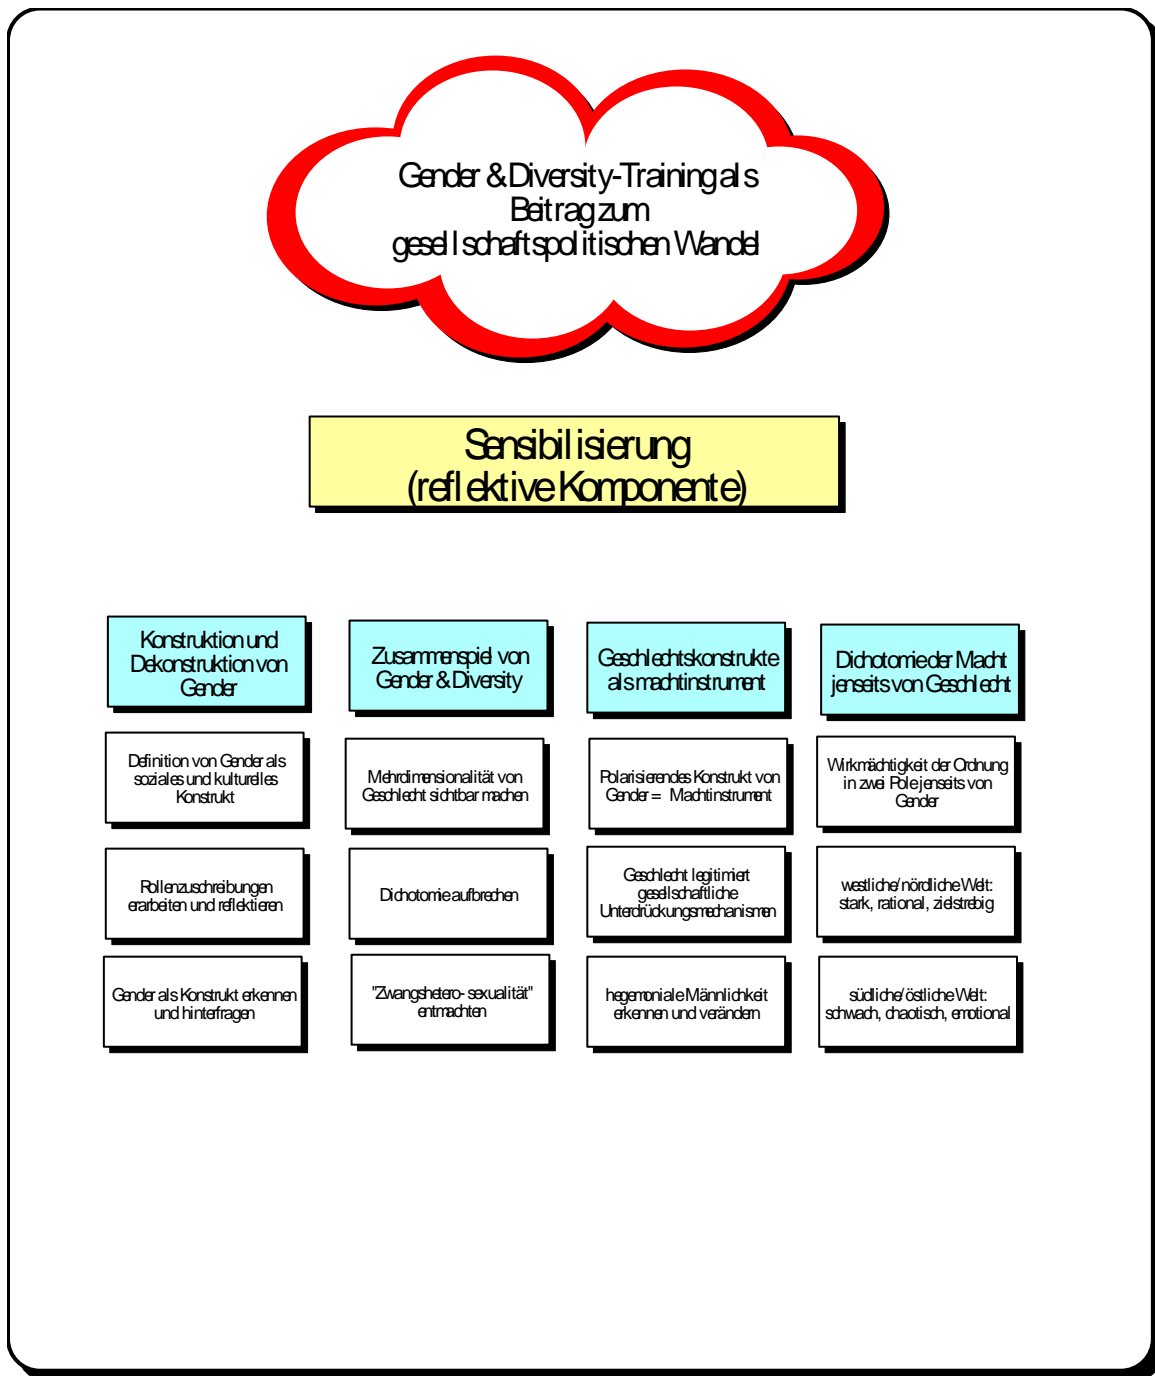 Gender & Diversity-Training als
Beitrag zum
gesellschaftspolitischen Wandel
Sensibilisierung
(reflektive Komponente)
Konstruktion und
Dekonstruktion von
Gender
Definition von Gender als
soziales und kulturelles
Konstrukt
Rollenzuschreibungen
erarbeiten und reflektieren
Gender als Konstrukt erkennen
und hinterfragen
Zusammenspiel von
Gender & Diversity
Mehrdimensionalität von
Geschlecht sichtbar machen
Dichotomie aufbrechen
"Zwangshetero- sexualität"
entmachten
Geschlechtskonstrukte
als machtinstrument
Polarisierendes Konstrukt von
Gender = Machtinstrument
Geschlecht legitimiert
gesellschaftliche
Unterdrückungsmechanismen
hegemoniale Männlichkeit
erkennen und verändern
Dichotomie der Macht
jenseits von Geschlecht
Wirkmächtigkeit der Ordnung
in zwei Pole jenseits von
Gender
westliche/nördliche Welt:
stark, rational, zielstrebig
südliche/östliche Welt:
schwach, chaotisch, emotional